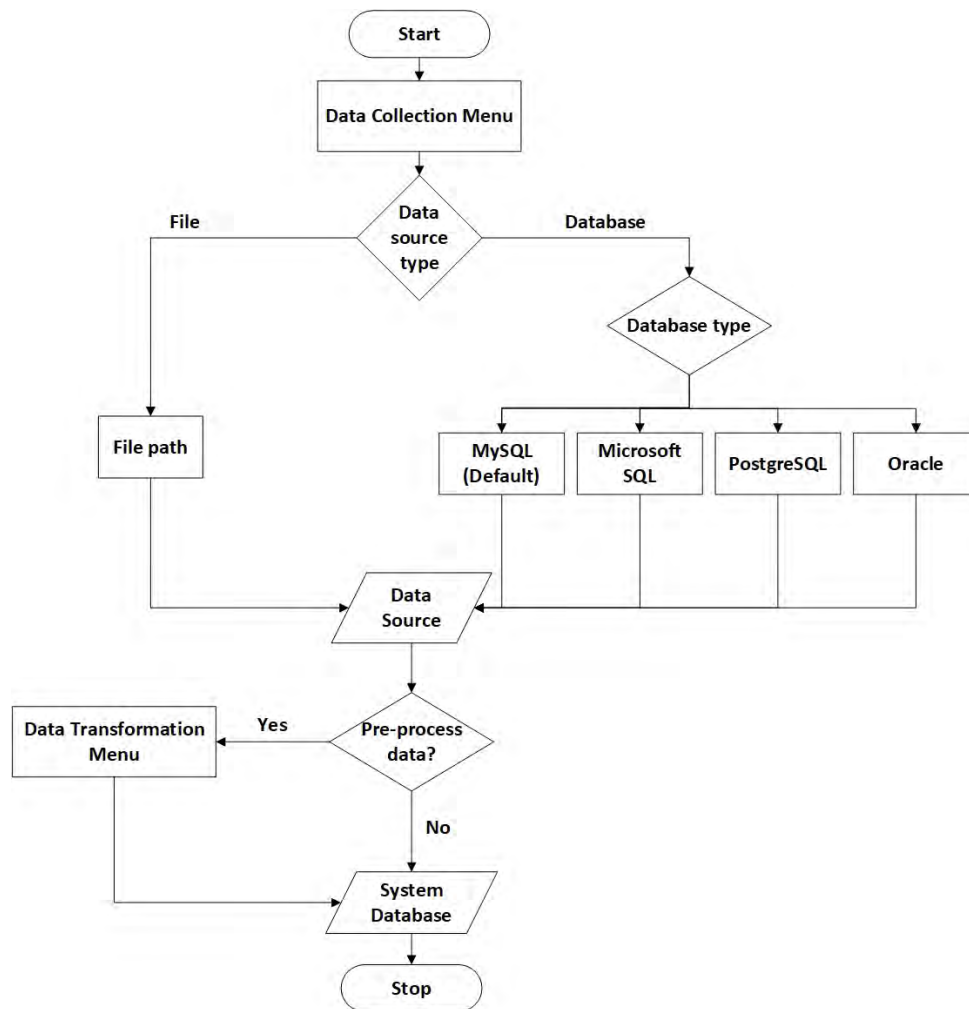 Start
Data Collection Menu
Data
source
type
File
Database
Database type
File path
MySQL
(Default)
Microsoft
SQL
PostgreSQL
Oracle
Data
Source
Pre-process
data?
Yes
Data Transformation
Menu
No
System
Database
Stop